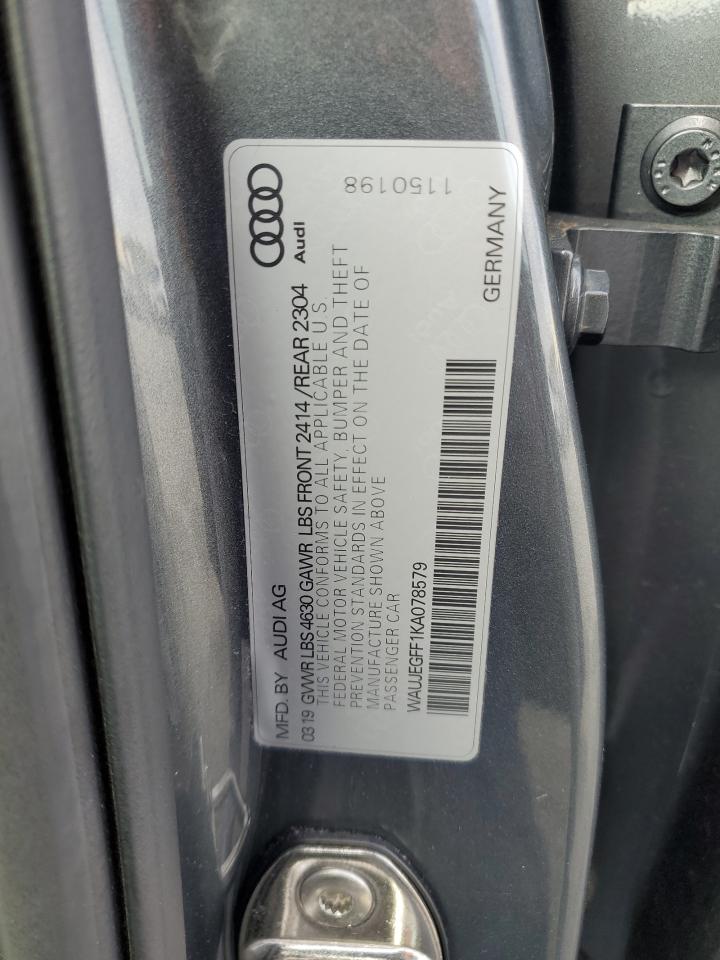 Audi
1150198
MFD. BY AUDI AG
03 19 GVWR LBS 4630 GAWR LBS FRONT 2414 /REAR 2304
THIS VEHICLE CONFORMS TO ALL APPLICABLE U.S.
FEDERAL MOTOR VEHICLE SAFETY, BUMPER AND THEFT
PREVENTION STANDARDS IN EFFECT ON THE DATE OF
MANUFACTURE SHOWN ABOVE
PASSENGER CAR
WAUJEGFF1KA078579
GERMANY